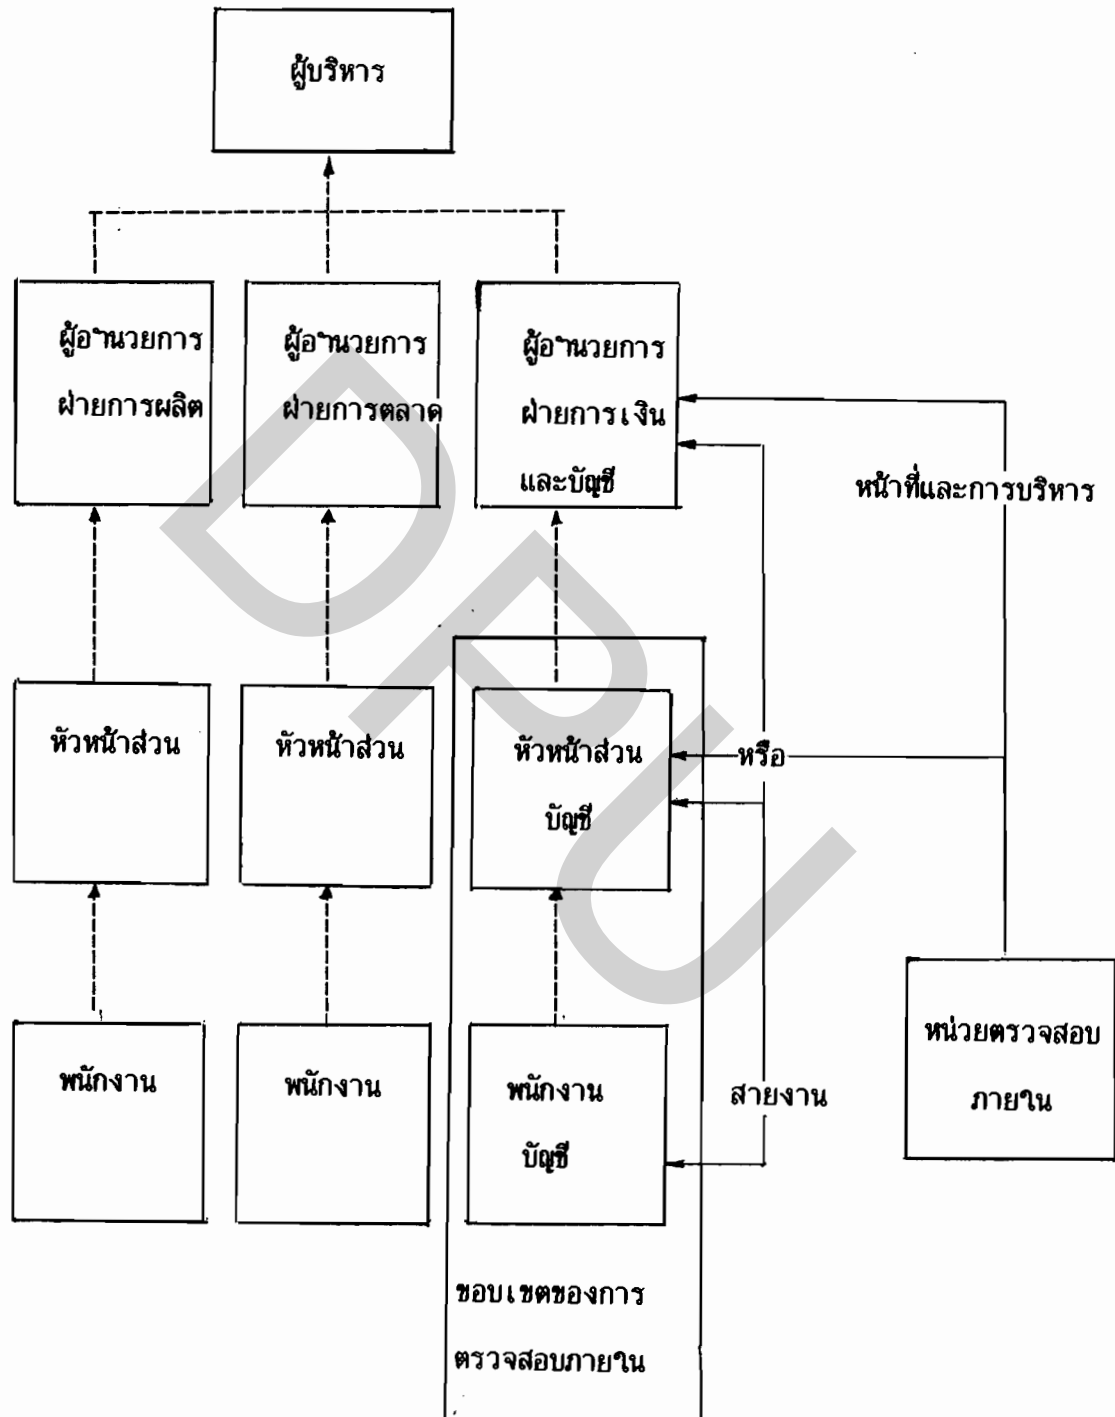 ผู้บริหาร
ผู้อำนวยการ
ฝ่ายการผลิต
ผู้อำนวยการ
ฝ่ายการตลาด
ผู้อำนวยการ
ฝ่ายการเงิน
และบัญชี
หน้าที่และการบริหาร
หัวหน้าส่วน
หัวหน้าส่วน
หัวหน้าส่วน
บัญชี
หรือ
หน่วยตรวจสอบ
ภายใน
พนักงาน
พนักงาน
พนักงาน
บัญชี
สายงาน
ขอบเขตของการ
ตรวจสอบภายใน
DPU